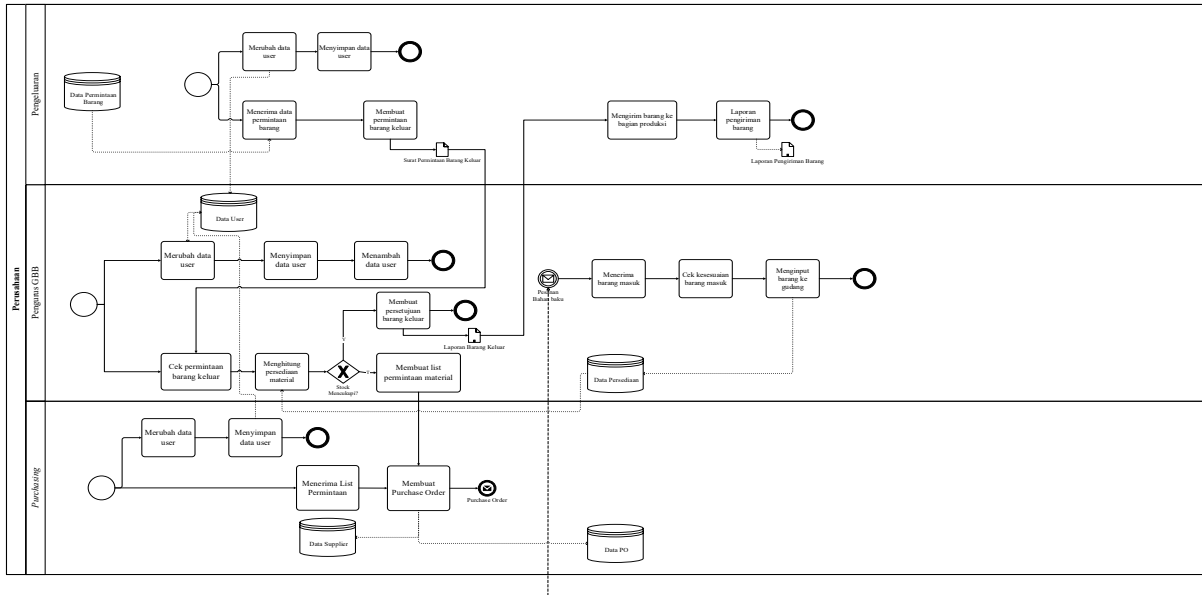 Perusahaan
Pengeluaran
Merubah data
user
Menyimpan data
user
Data Permintaan
Barang
Menerima data
permintaan
barang
Membuat
permintaan
barang keluar
Surat Permintaan Barang Keluar
Mengirim barang ke
bagian produksi
Laporan
pengiriman
barang
Laporan Pengiriman Barang
Pengurus GBB
Data User
Merubah data
user
Menyimpan
data user
Menambah
data user
Pesanan
Bahan baku
Menerima
barang masuk
Cek kesesuaian
barang masuk
Menginput
barang ke
gudang
Membuat
persetujuan
barang keluar
Laporan Barang Keluar
Cek permintaan
barang keluar
Menghitung
persediaan
material
Stock
Mencukupi?
Membuat list
permintaan material
Data Persediaan
Purchasing
Merubah data
user
Menyimpan
data user
Menerima List
Permintaan
Membuat
Purchase Order
Purchase Order
Data Supplier
Data PO